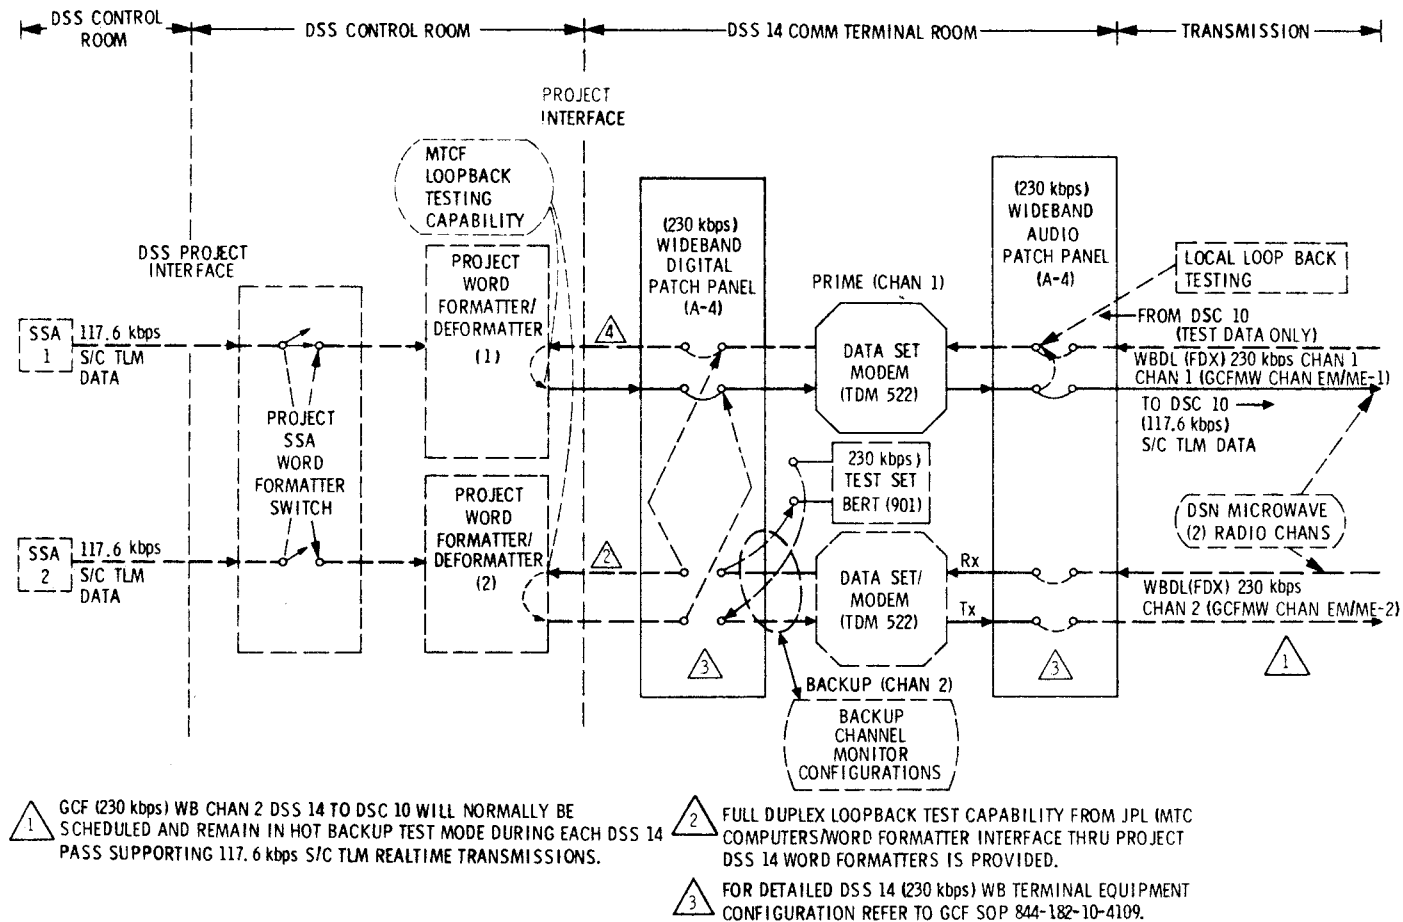 DSS CONTROL
ROOM
DSS CONTROL ROOM
DSS 14 COMM TERMINAL ROOM
TRANSMISSION
PROJECT
INTERFACE
MTCF
LOOPBACK
TESTING
CAPABILITY
DSS PROJECT
INTERFACE
SSA
1
117.6 kbps
S/C TLM
DATA
PROJECT
SSA
WORD
FORMATTER
SWITCH
SSA
2
117.6 kbps
S/C TLM
DATA
PROJECT
WORD
FORMATTER/
DEFORMATTER
(1)
PROJECT
WORD
FORMATTER/
DEFORMATTER
(2)
4
2
(230 kbps)
WIDEBAND
DIGITAL
PATCH PANEL
(A-4)
3
PRIME (CHAN 1)
DATA SET
MODEM
(TDM 522)
230 kbps)
TEST SET
BERT (901)
DATA SET/
MODEM
(TDM 522)
Rx
Tx
BACKUP (CHAN 2)
BACKUP
CHANNEL
MONITOR
CONFIGURATIONS
(230 kbps)
WIDEBAND
AUDIO
PATCH PANEL
(A-4)
3
LOCAL LOOP BACK
TESTING
FROM DSC 10
(TEST DATA ONLY)
WBDL (FDX) 230 kbps CHAN 1
CHAN 1 (GCFMW CHAN EM/ME-1)
TO DSC 10
(117.6 kbps)
S/C TLM DATA
DSN MICROWAVE
(2) RADIO CHANS
WBDL(FDX) 230 kbps
CHAN 2 (GCFMW CHAN EM/ME-2)
1
1
GCF (230 kbps) WB CHAN 2 DSS 14 TO DSC 10 WILL NORMALLY BE
SCHEDULED AND REMAIN IN HOT BACKUP TEST MODE DURING EACH DSS 14
PASS SUPPORTING 117.6 kbps S/C TLM REALTIME TRANSMISSIONS.
2
FULL DUPLEX LOOPBACK TEST CAPABILITY FROM JPL (MTC
COMPUTERS/WORD FORMATTER INTERFACE THRU PROJECT
DSS 14 WORD FORMATTERS IS PROVIDED.
3
FOR DETAILED DSS 14 (230 kbps) WB TERMINAL EQUIPMENT
CONFIGURATION REFER TO GCF SOP 844-182-10-4109.